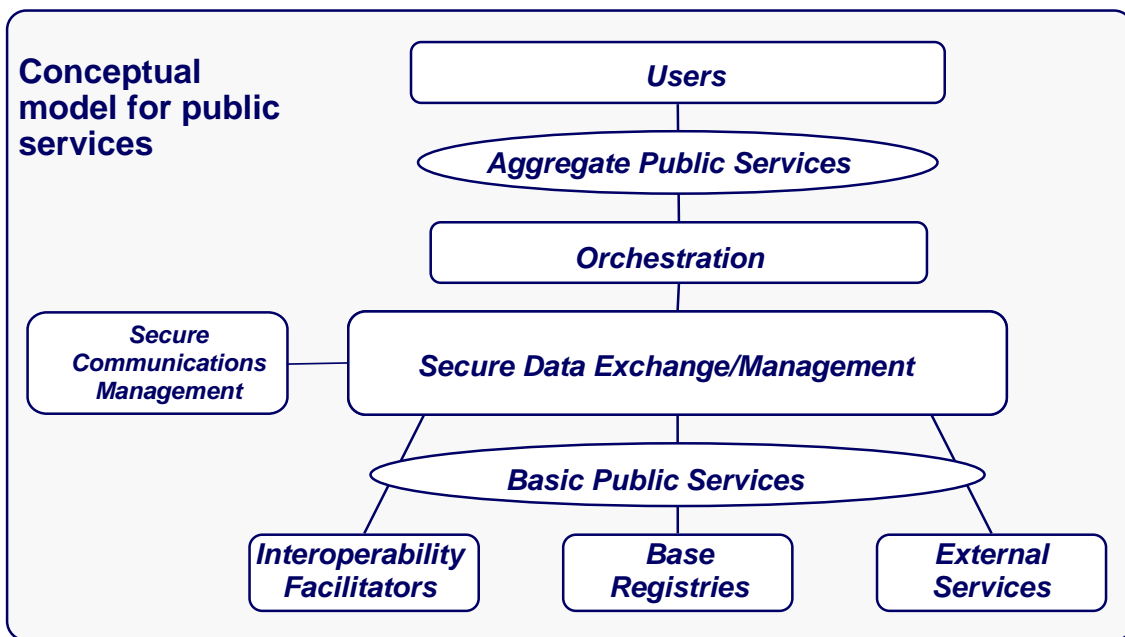 Conceptual
model for public
services
Users
Aggregate Public Services
Orchestration
Secure
Communications
Management
Secure Data Exchange/Management
Basic Public Services
Interoperability
Facilitators
Base
Registries
External
Services